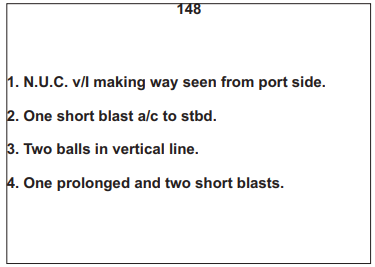 148
1. N.U.C. v/l making way seen from port side.
2. One short blast a/c to stbd.
3. Two balls in vertical line.
4. One prolonged and two short blasts.